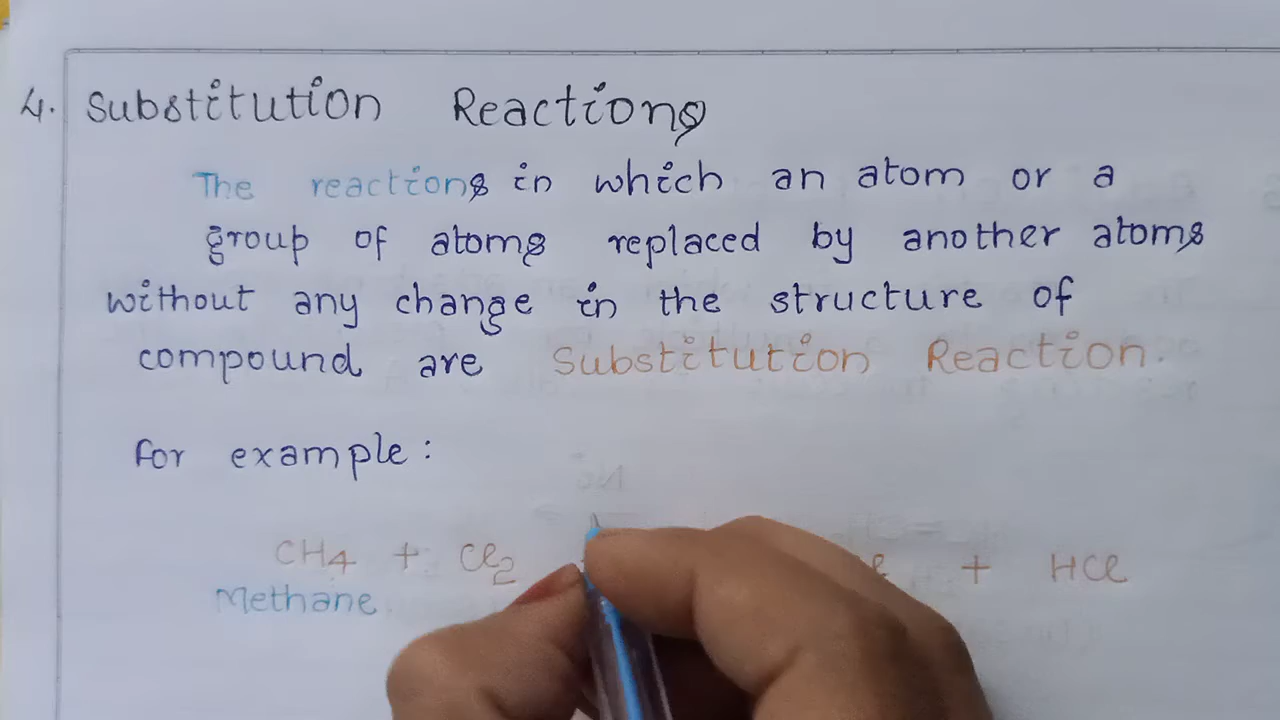 4. Substitution Reactions
The reactions in which an atom or a
group of atoms replaced by another atoms
without any change in the structure of
compound are Substitution Reaction.
For example:
CH4 + Cl2 + HCl
Methane